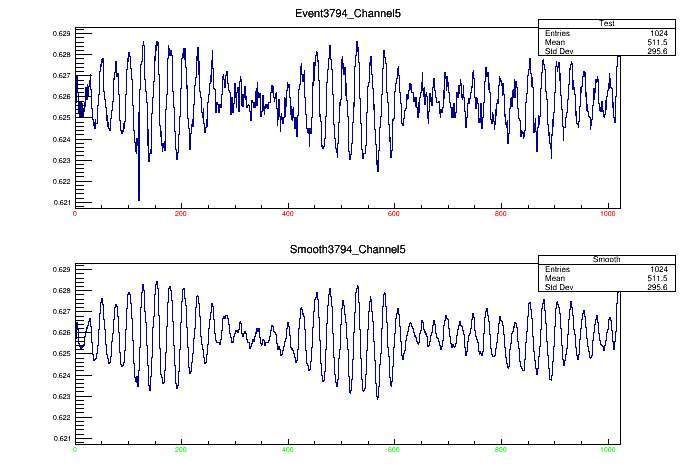 Event3794_Channel5
Test
Entries 1024
Mean 511.5
Std Dev 295.6
0.629
0.628
0.627
0.626
0.625
0.624
0.623
0.622
0.621
0 200 400 600 800 1000
Smooth3794_Channel5
Smooth
Entries 1024
Mean 511.5
Std Dev 295.6
0.629
0.628
0.627
0.626
0.625
0.624
0.623
0.622
0.621
0 200 400 600 800 1000